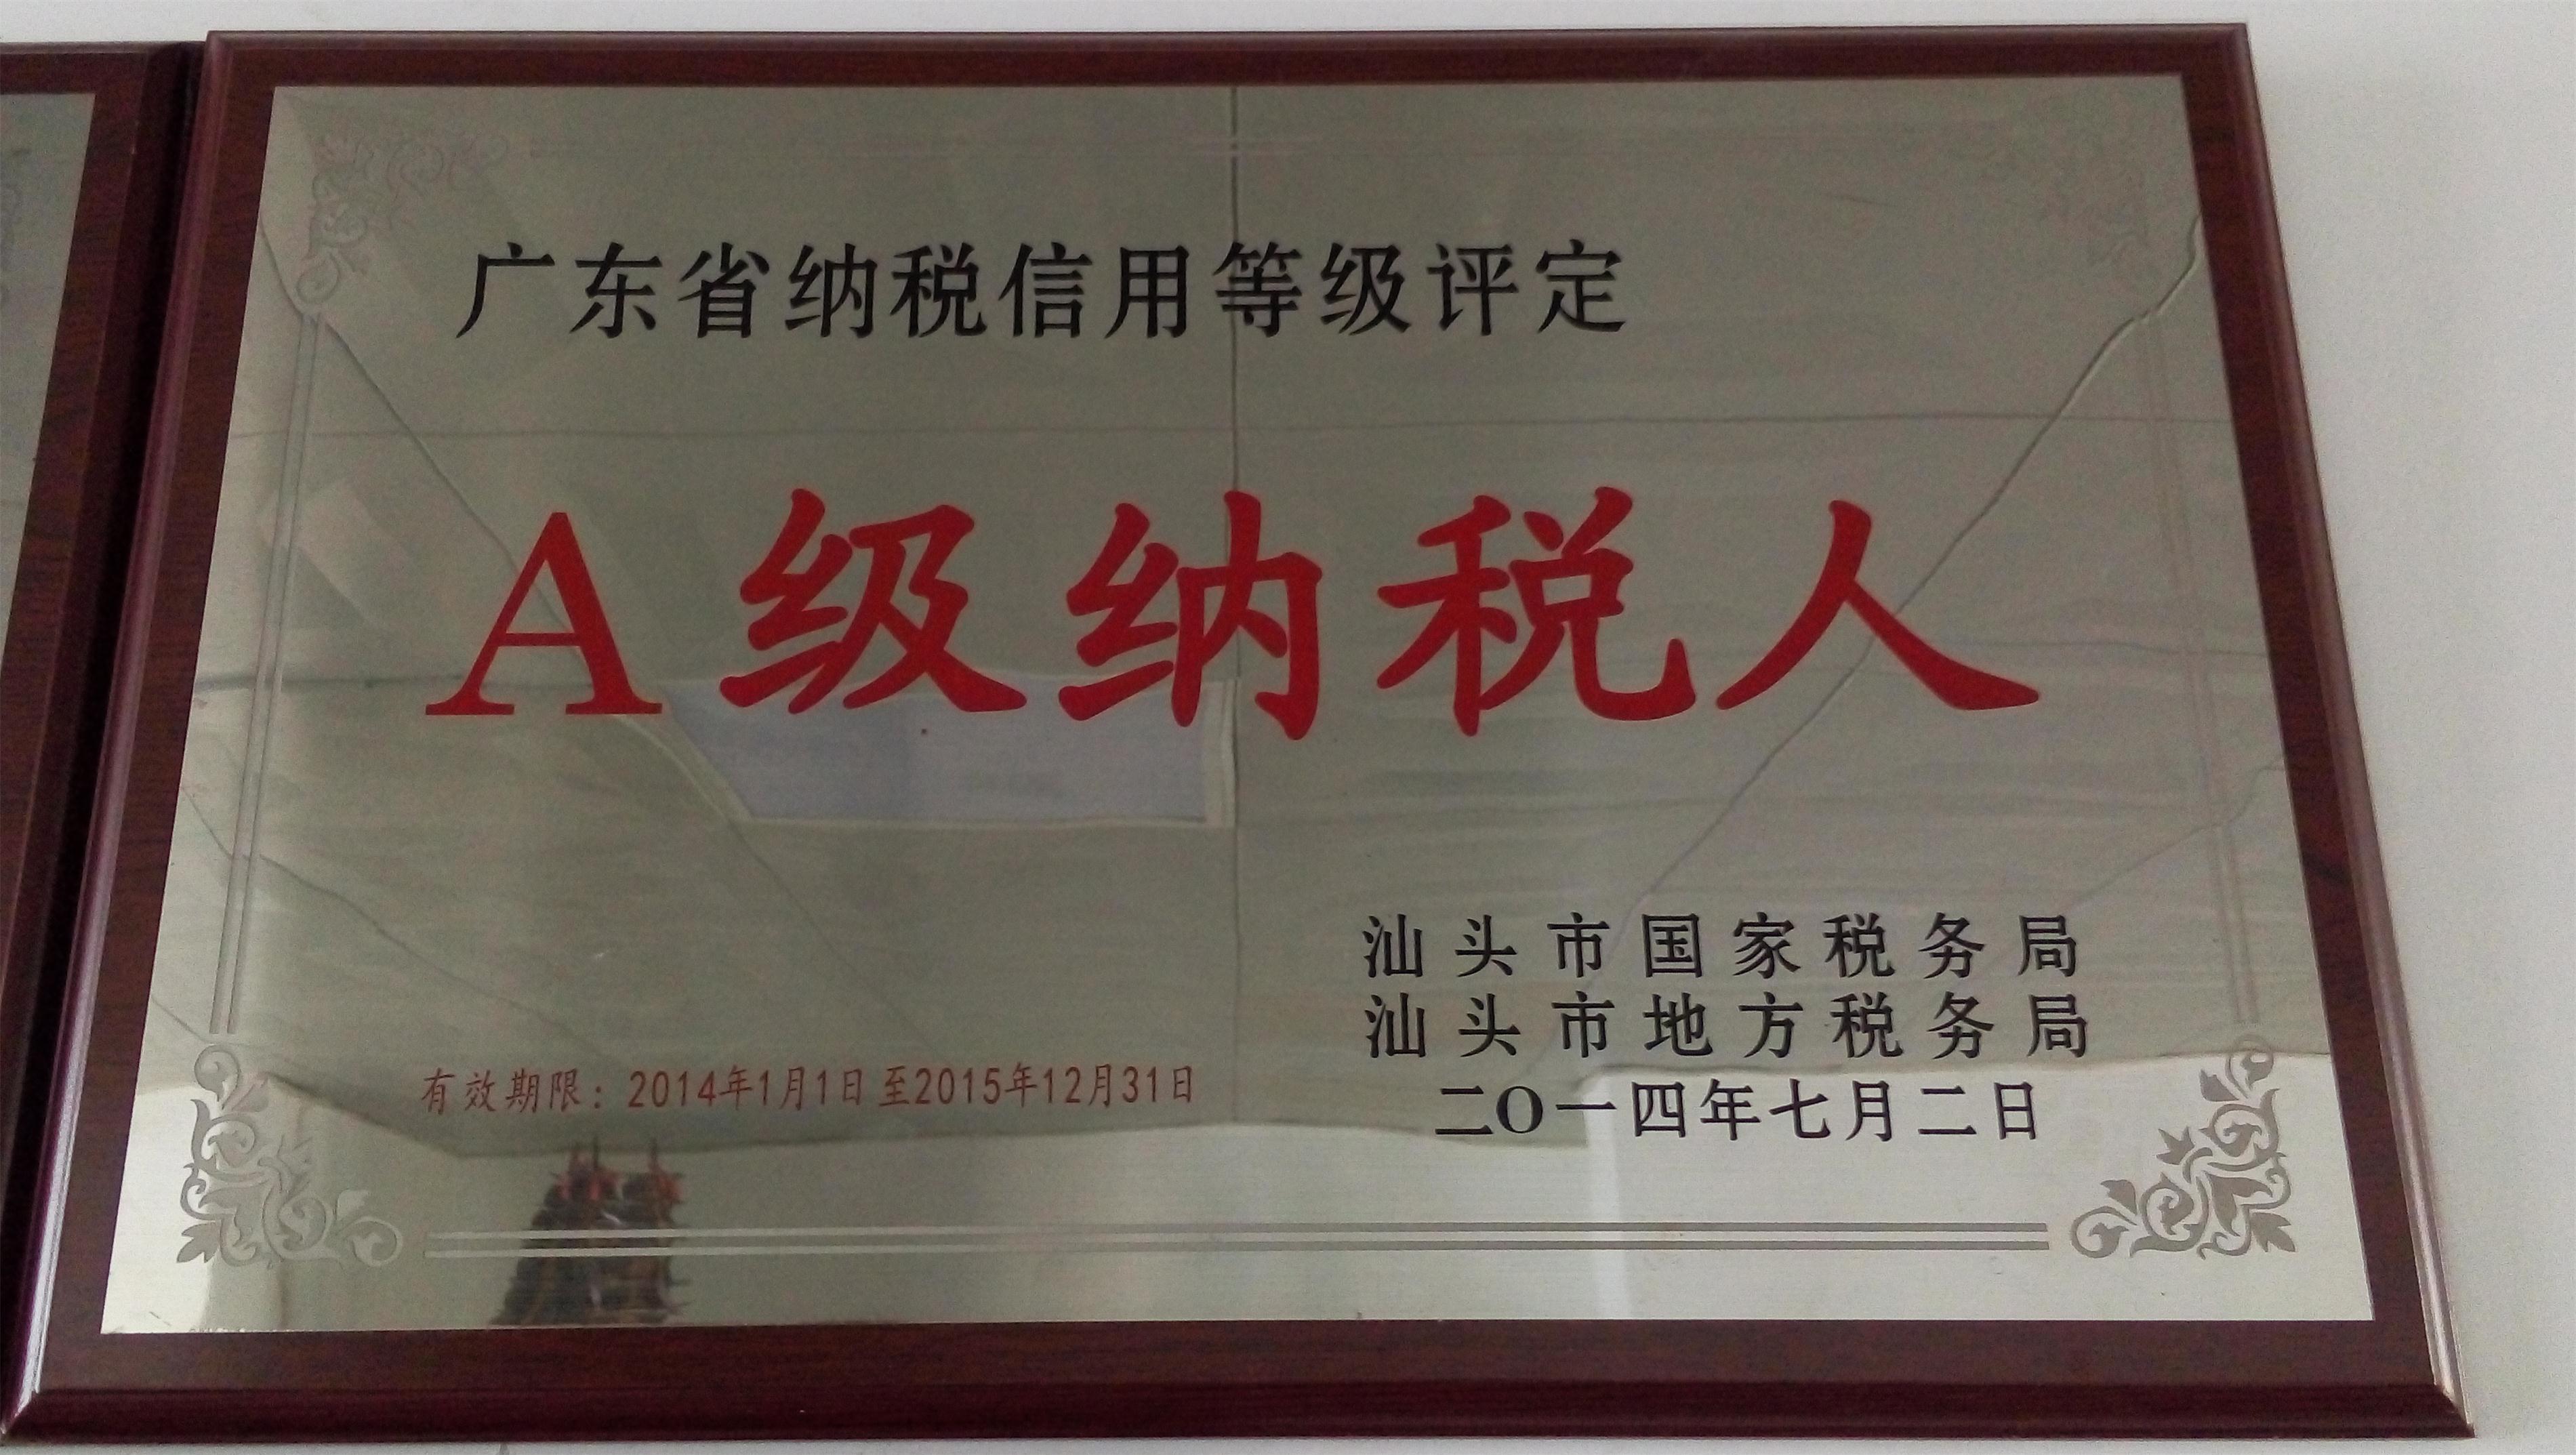 广东省纳税信用等级评定
A级纳税人
汕头市国家税务局
汕头市地方税务局
有效期限：2014年1月1日至2015年12月31日
二O一四年七月二日